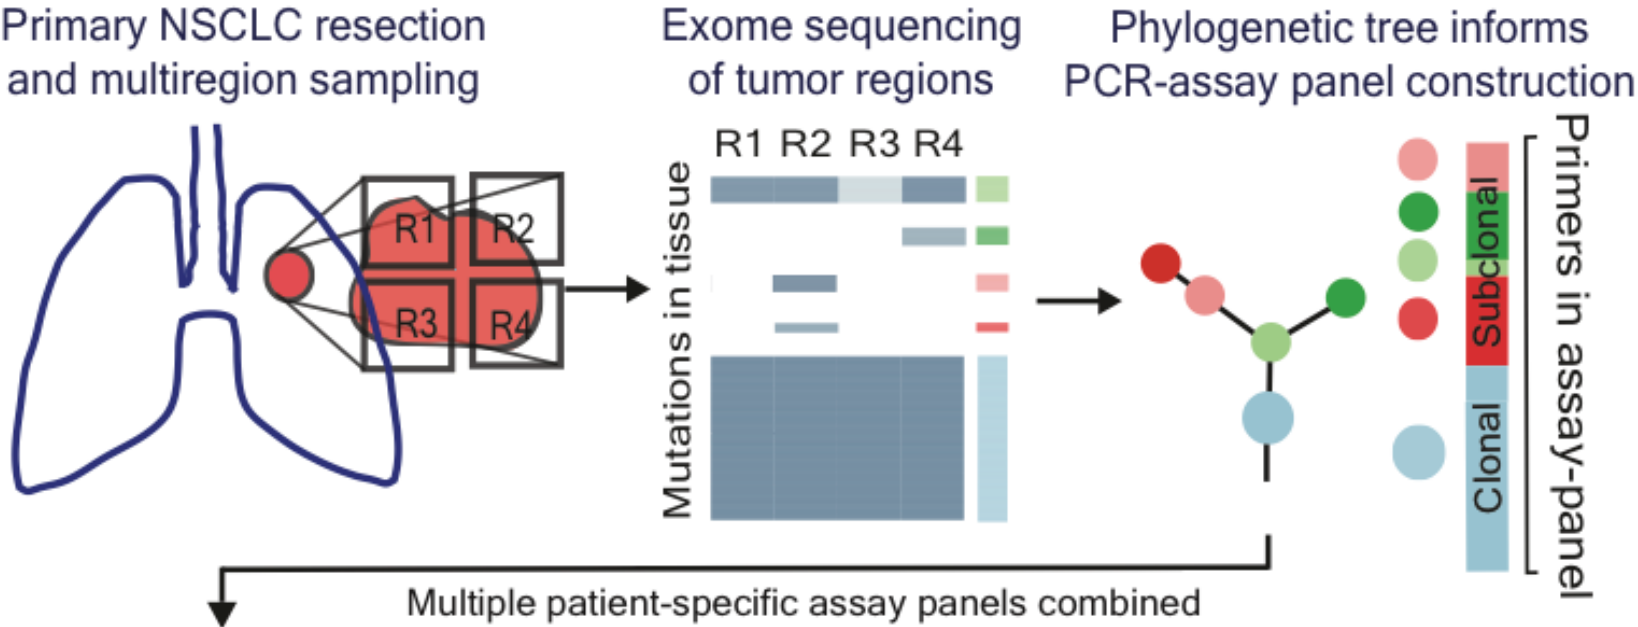 Primary NSCLC resection
and multiregion sampling
Exome sequencing
of tumor regions
Phylogenetic tree informs
PCR-assay panel construction
R1
R2
R3
R4
R1 R2 R3 R4
Mutations in tissue
Subclonal
Clonal
Primers in assay-panel
Multiple patient-specific assay panels combined